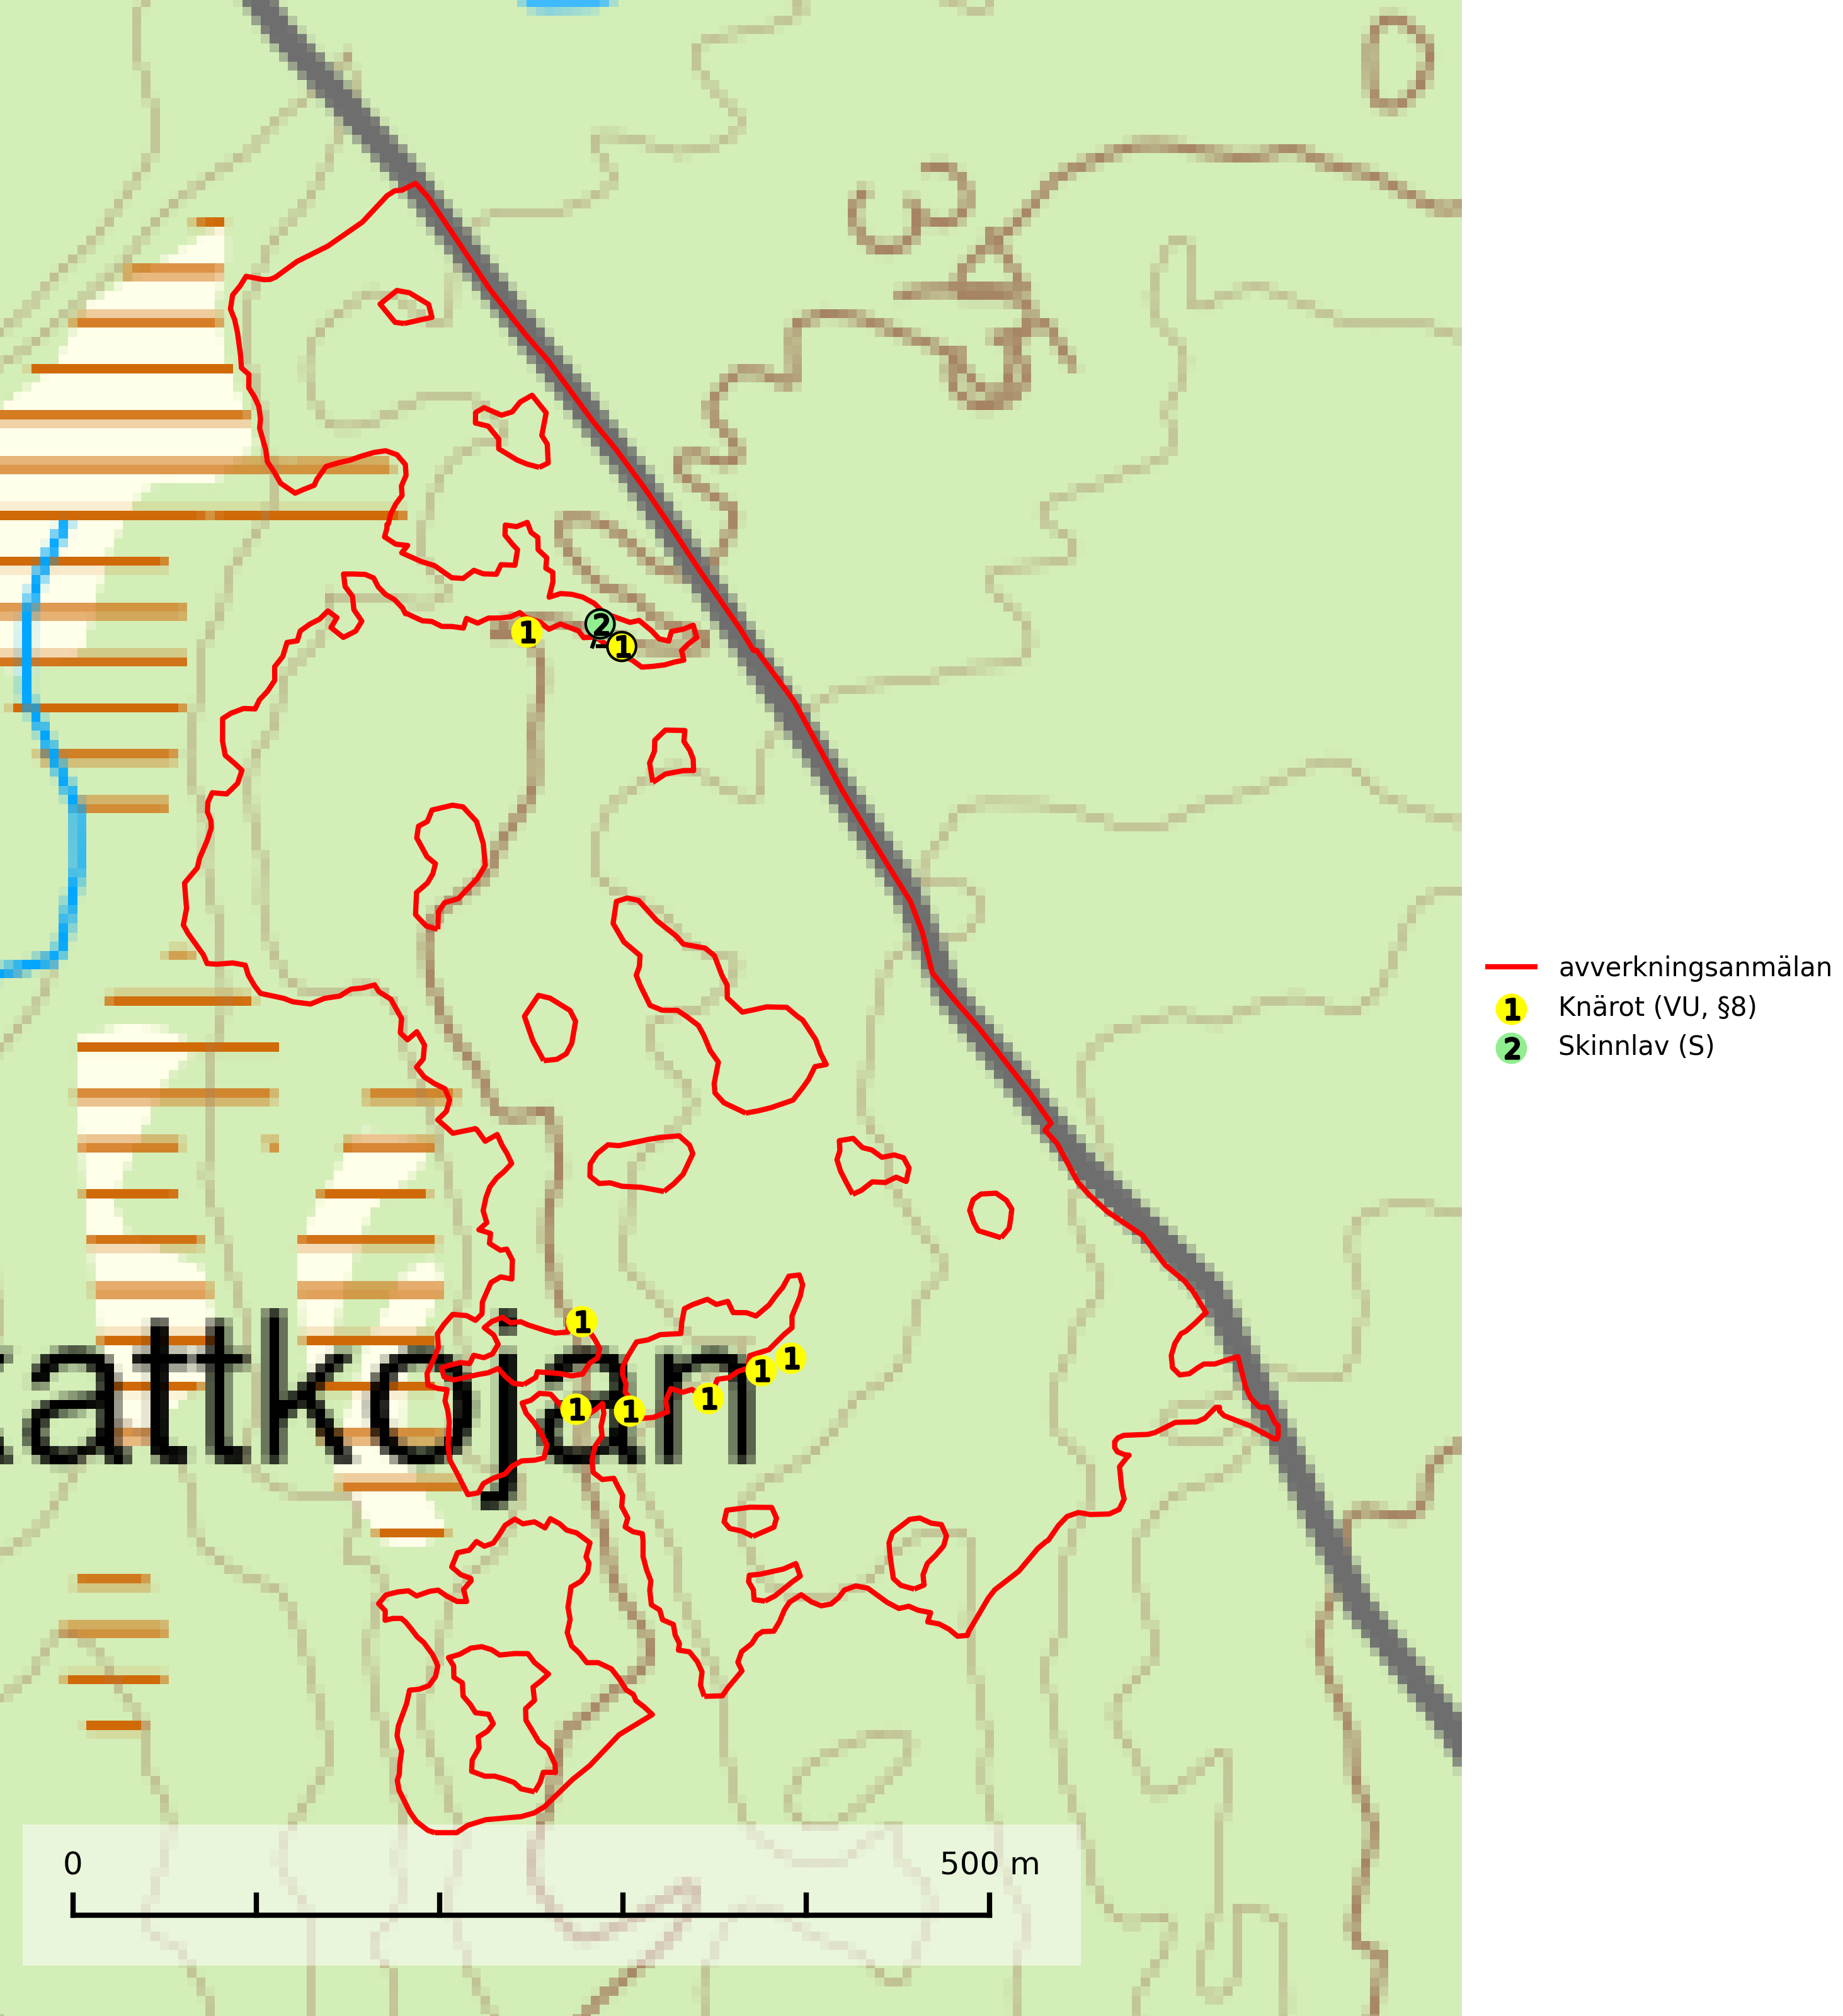 1
2
1
1
1
1
1
1
1
attkojan
0 500 m
avverkningsanmälan
1 Knärot (VU, §8)
2 Skinnlav (S)